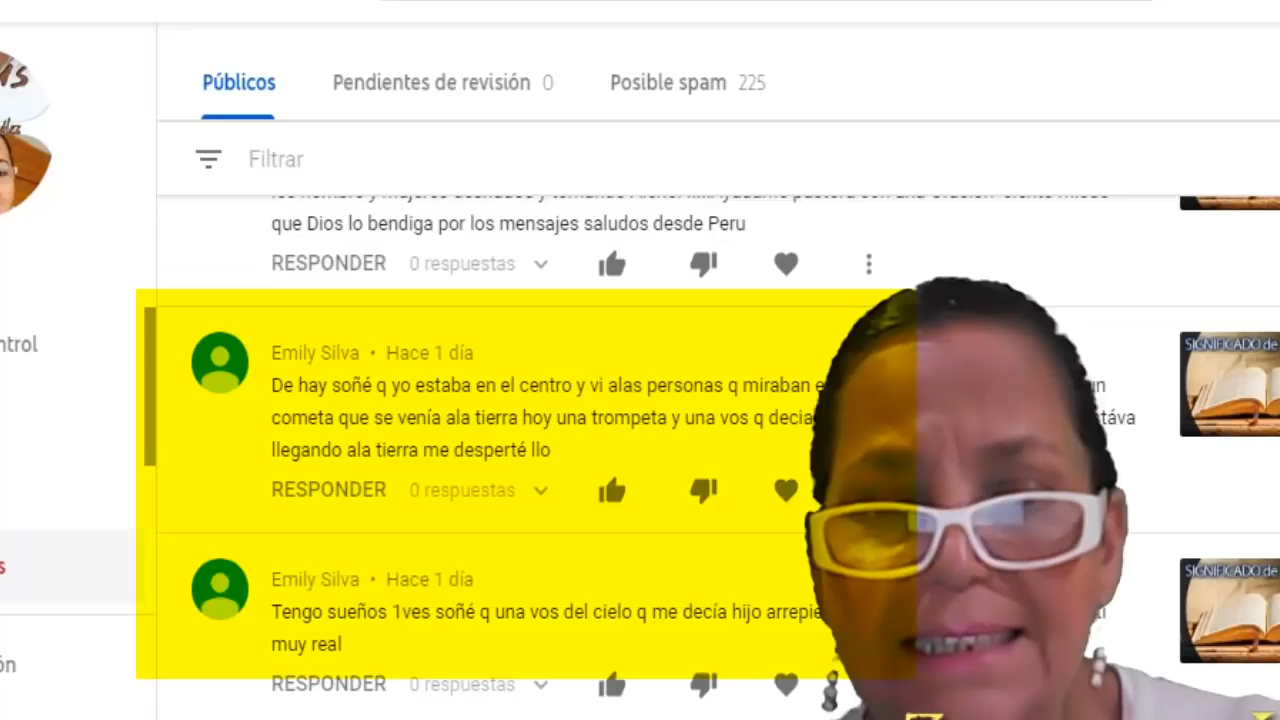 Públicos
Pendientes de revisión 0
Posible spam 225
Filtrar
que Dios lo bendiga por los mensajes saludos desde Peru
RESPONDER 0 respuestas
ntrol
Emily Silva • Hace 1 día
De hay soñé q yo estaba en el centro y vi alas personas q miraban
cometa que se venía ala tierra hoy una trompeta y una vos q decia
llegando ala tierra me desperté llo
RESPONDER 0 respuestas
SIGNIFICADO de
Emily Silva • Hace 1 día
Tengo sueños 1ves soñé q una vos del cielo q me decía hijo
muy real
RESPONDER 0 respuestas
SIGNIFICADO de